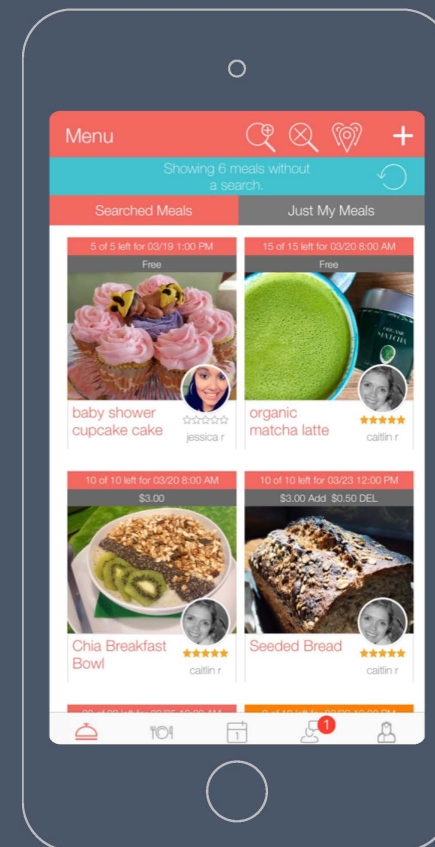 Menu
Showing 6 meals without
a search.
Searched Meals
Just My Meals
5 of 5 left for 03/19 1:00 PM
Free
baby shower
cupcake cake
jessica r
15 of 15 left for 03/20 8:00 AM
Free
ORGANIC
MATCHA
organic
matcha latte
caitlin r
10 of 10 left for 03/20 8:00 AM
$3.00
Chia Breakfast
Bowl
caitlin r
10 of 10 left for 03/23 12:00 PM
$3.00 Add $0.50 DEL
Seeded Bread
caitlin r
1
1